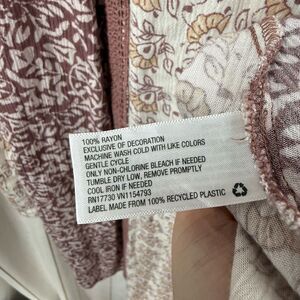 100% RAYON
EXCLUSIVE OF DECORATION
MACHINE WASH COLD WITH LIKE COLORS
GENTLE CYCLE
ONLY NON-CHLORINE BLEACH IF NEEDED
TUMBLE DRY LOW, REMOVE PROMPTLY
COOL IRON IF NEEDED
RN17730 VN1154793
LABEL MADE FROM 100% RECYCLED PLASTIC